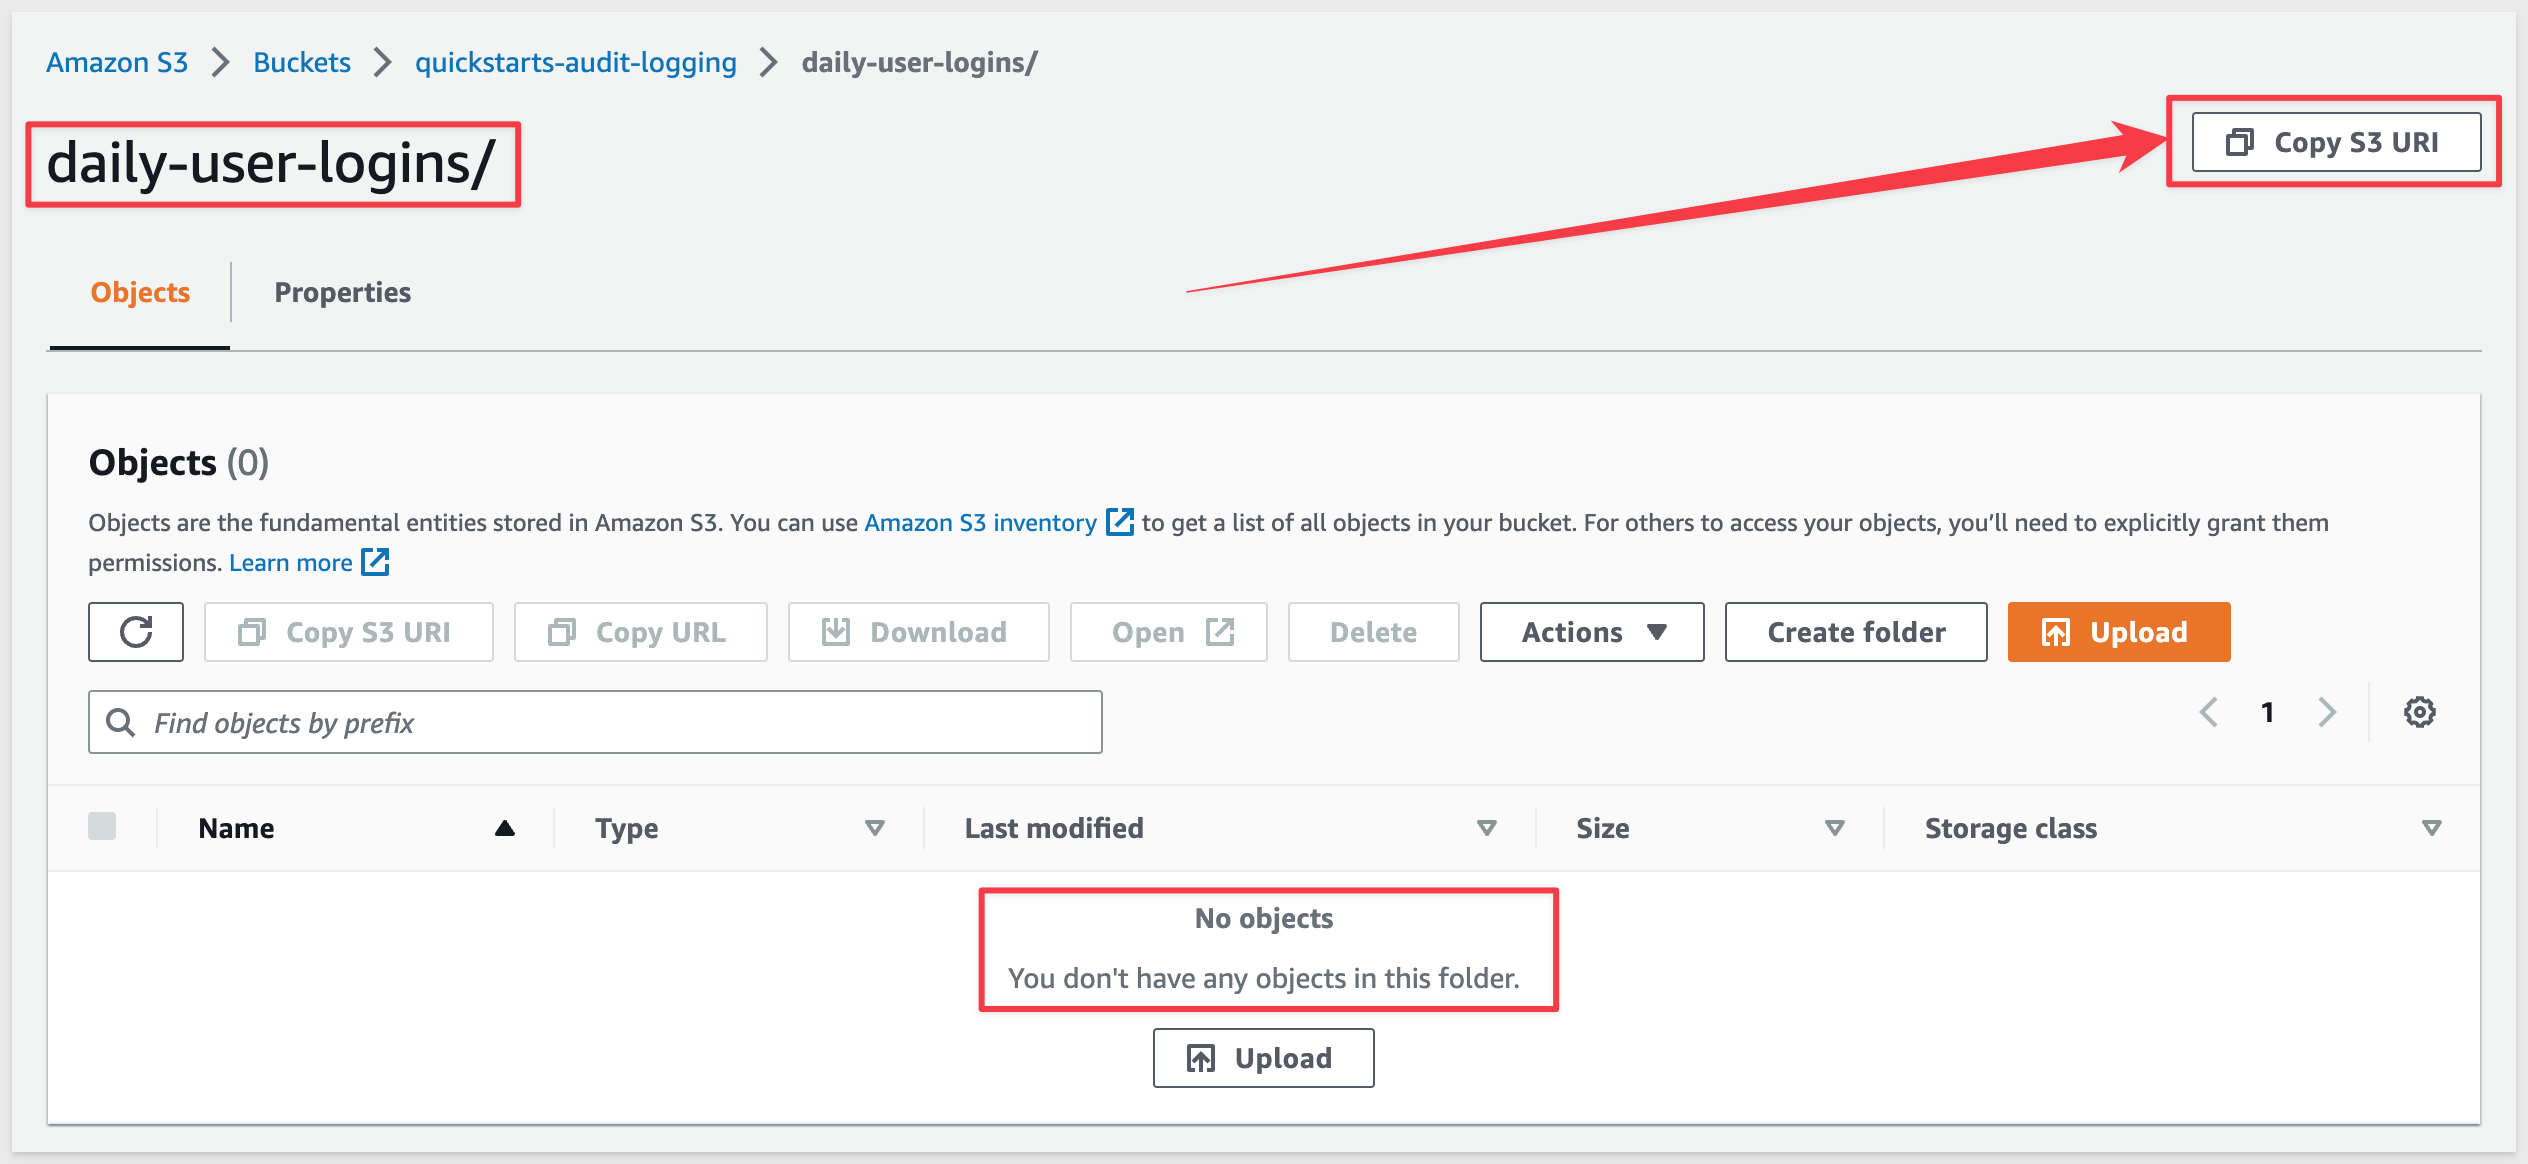 Amazon S3 > Buckets > quickstarts-audit-logging > daily-user-logins/
daily-user-logins/
Copy S3 URI
Objects
Properties
Objects (0)
Objects are the fundamental entities stored in Amazon S3. You can use Amazon S3 inventory to get a list of all objects in your bucket. For others to access your objects, you’ll need to explicitly grant them
permissions. Learn more
Copy S3 URI
Copy URL
Download
Open
Delete
Actions
Create folder
Upload
Find objects by prefix
1
Name
Type
Last modified
Size
Storage class
No objects
You don't have any objects in this folder.
Upload